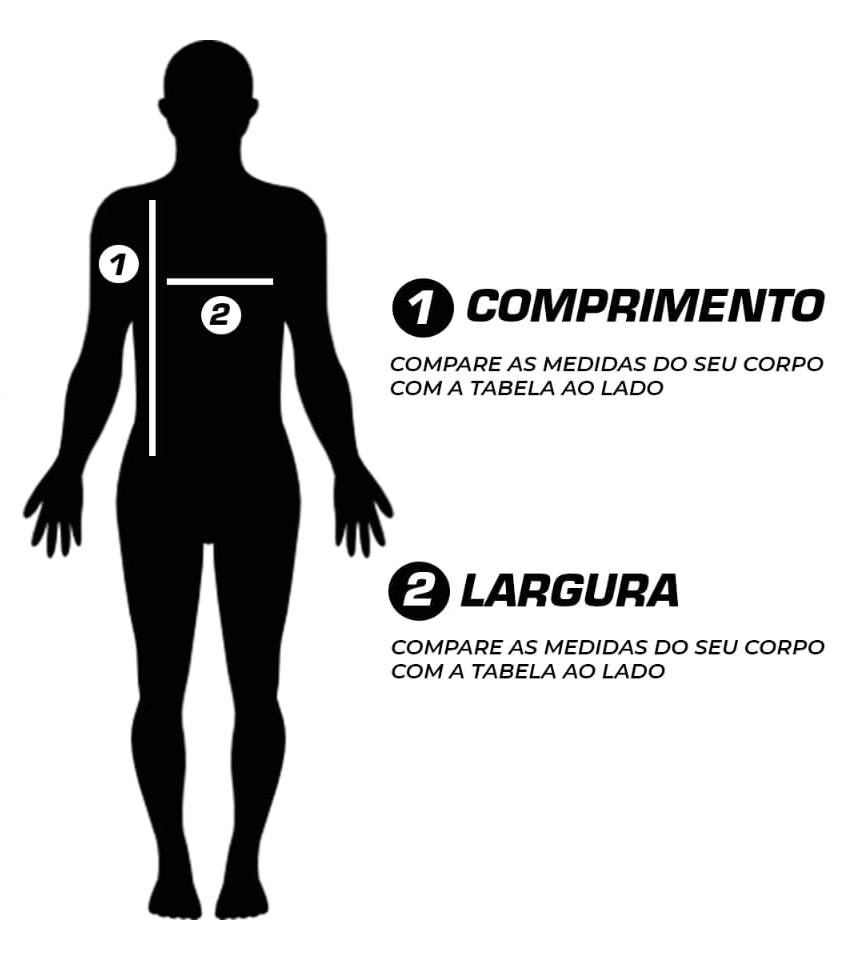 1
2
1 COMPRIMENTO
COMPARE AS MEDIDAS DO SEU CORPO
COM A TABELA AO LADO
2 LARGURA
COMPARE AS MEDIDAS DO SEU CORPO
COM A TABELA AO LADO